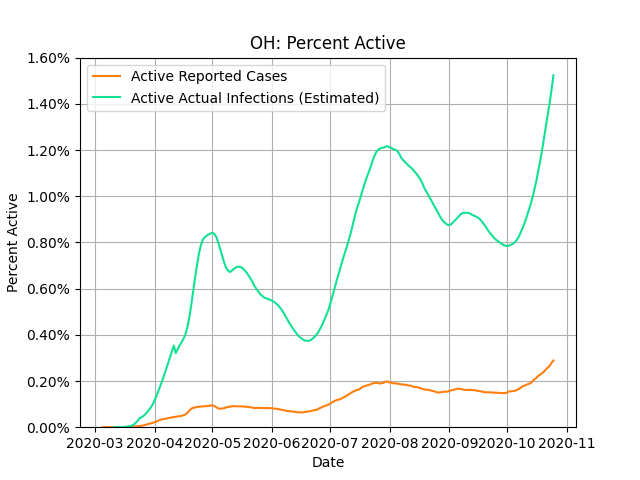 OH: Percent Active
Active Reported Cases
Active Actual Infections (Estimated)
Percent Active
1.60%
1.40%
1.20%
1.00%
0.80%
0.60%
0.40%
0.20%
0.00%
2020-03 2020-04 2020-05 2020-06 2020-07 2020-08 2020-09 2020-10 2020-11
Date